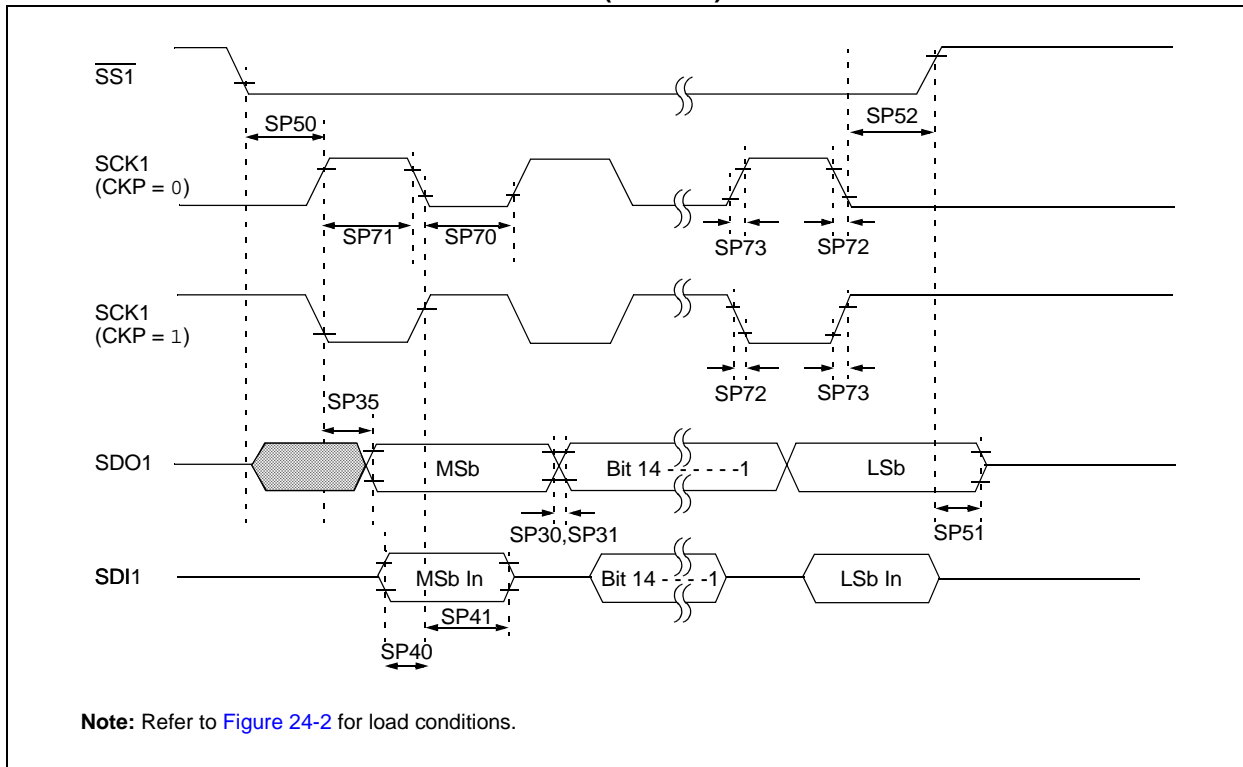 SS1
SP52
SP50
SCK1
(CKP = 0)
SP71
SP70
SP73
SP72
SCK1
(CKP = 1)
SP72
SP73
SP35
SDO1
MSb
Bit 14 - - - - - -1
LSb
SP30,SP31
SP51
SDI1
MSb In
Bit 14 - - - -1
LSb In
SP41
SP40
Note: Refer to Figure 24-2 for load conditions.